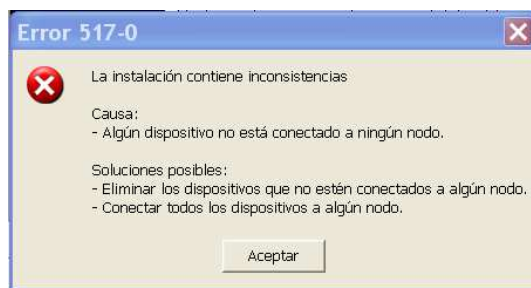 Error 517-0
La instalación contiene inconsistencias
Causa:
- Algún dispositivo no está conectado a ningún nodo.
Soluciones posibles:
- Eliminar los dispositivos que no estén conectados a algún nodo.
- Conectar todos los dispositivos a algún nodo.
Aceptar